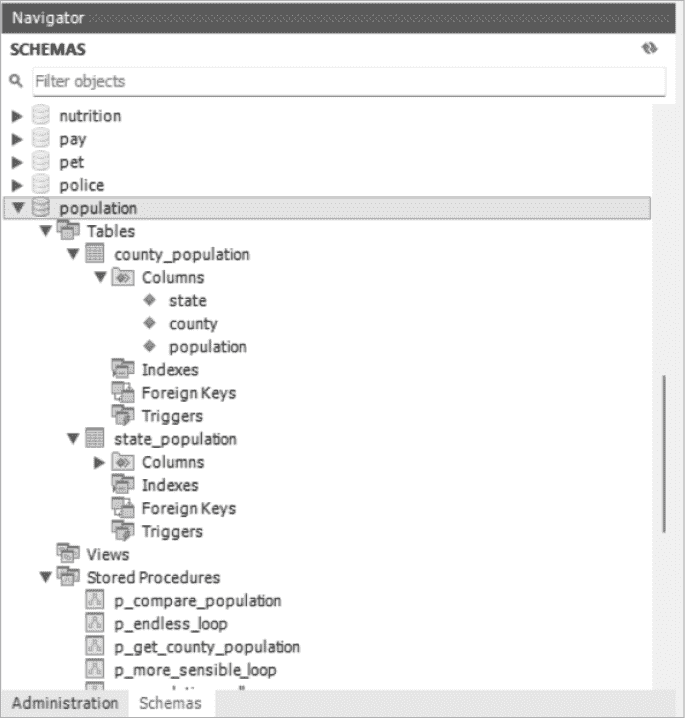 Navigator
SCHEMAS
Filter objects
nutrition
pay
pet
police
population
Tables
county_population
Columns
state
county
population
Indexes
Foreign Keys
Triggers
state_population
Columns
Indexes
Foreign Keys
Triggers
Views
Stored Procedures
p_compare_population
p_endless_loop
p_get_county_population
p_more_sensible_loop
Administration Schemas